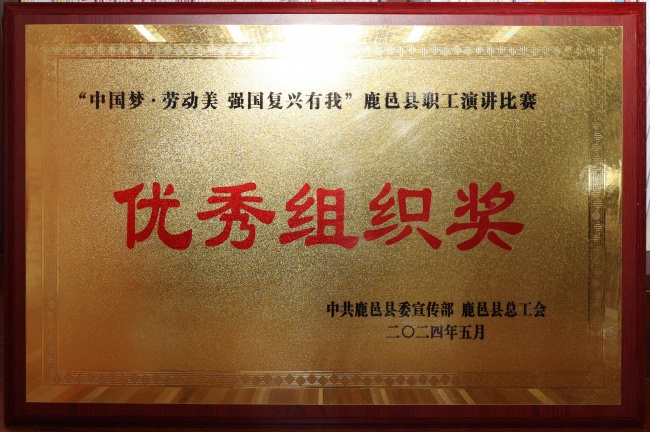 “中国梦·劳动美 强国复兴有我”鹿邑县职工演讲比赛
优秀组织奖
中共鹿邑县委宣传部 鹿邑县总工会
二〇二四年五月